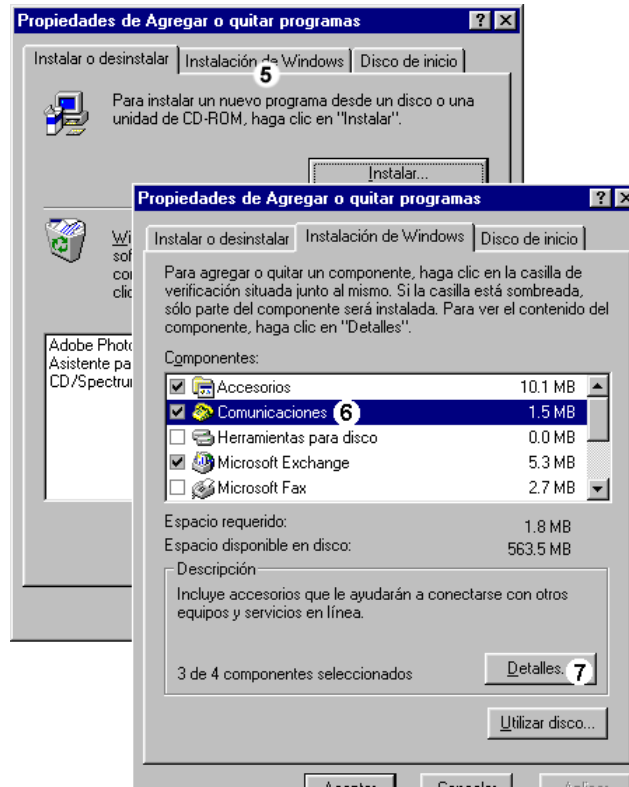 Propiedades de Agregar o quitar programas
Instalar o desinstalar Instalación de Windows Disco de inicio
5
Para instalar un nuevo programa desde un disco o una
unidad de CD-ROM, haga clic en "Instalar".
Instalar...
Adobe
Asistente
Propiedades de Agregar o quitar programas
Instalar o desinstalar Instalación de Windows Disco de inicio
Para agregar o quitar un componente, haga clic en la casilla de
verificación situada junto al mismo. Si la casilla está sombreada,
sólo parte del componente será instalada. Para ver el contenido del
componente, haga clic en "Detalles".
Componentes:
Accesorios 10.1 MB
Comunicaciones 6 1.5 MB
Herramientas para disco 0.0 MB
Microsoft Exchange 5.3 MB
Microsoft Fax 2.7 MB
Espacio requerido: 1.8 MB
Espacio disponible en disco: 563.5 MB
Descripción
Incluye accesorios que le ayudarán a conectarse con otros
equipos y servicios en línea.
3 de 4 componentes seleccionados
Detalles. 7
Utilizar disco...